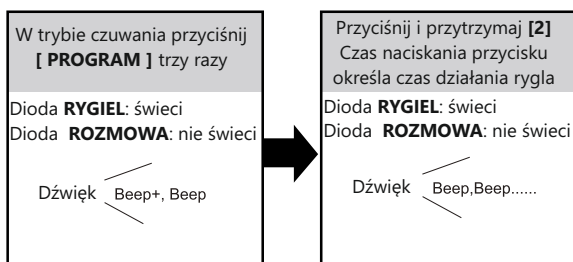 W trybie czuwania przyciśnij
[ PROGRAM ] trzy razy
Dioda RYGIEL: świeci
Dioda ROZMOWA: nie świeci
Dźwięk Beep+, Beep
Przyciśnij i przytrzymaj [2]
Czas naciskania przycisku
określa czas działania rygla
Dioda RYGIEL: świeci
Dioda ROZMOWA: nie świeci
Dźwięk Beep,Beep......